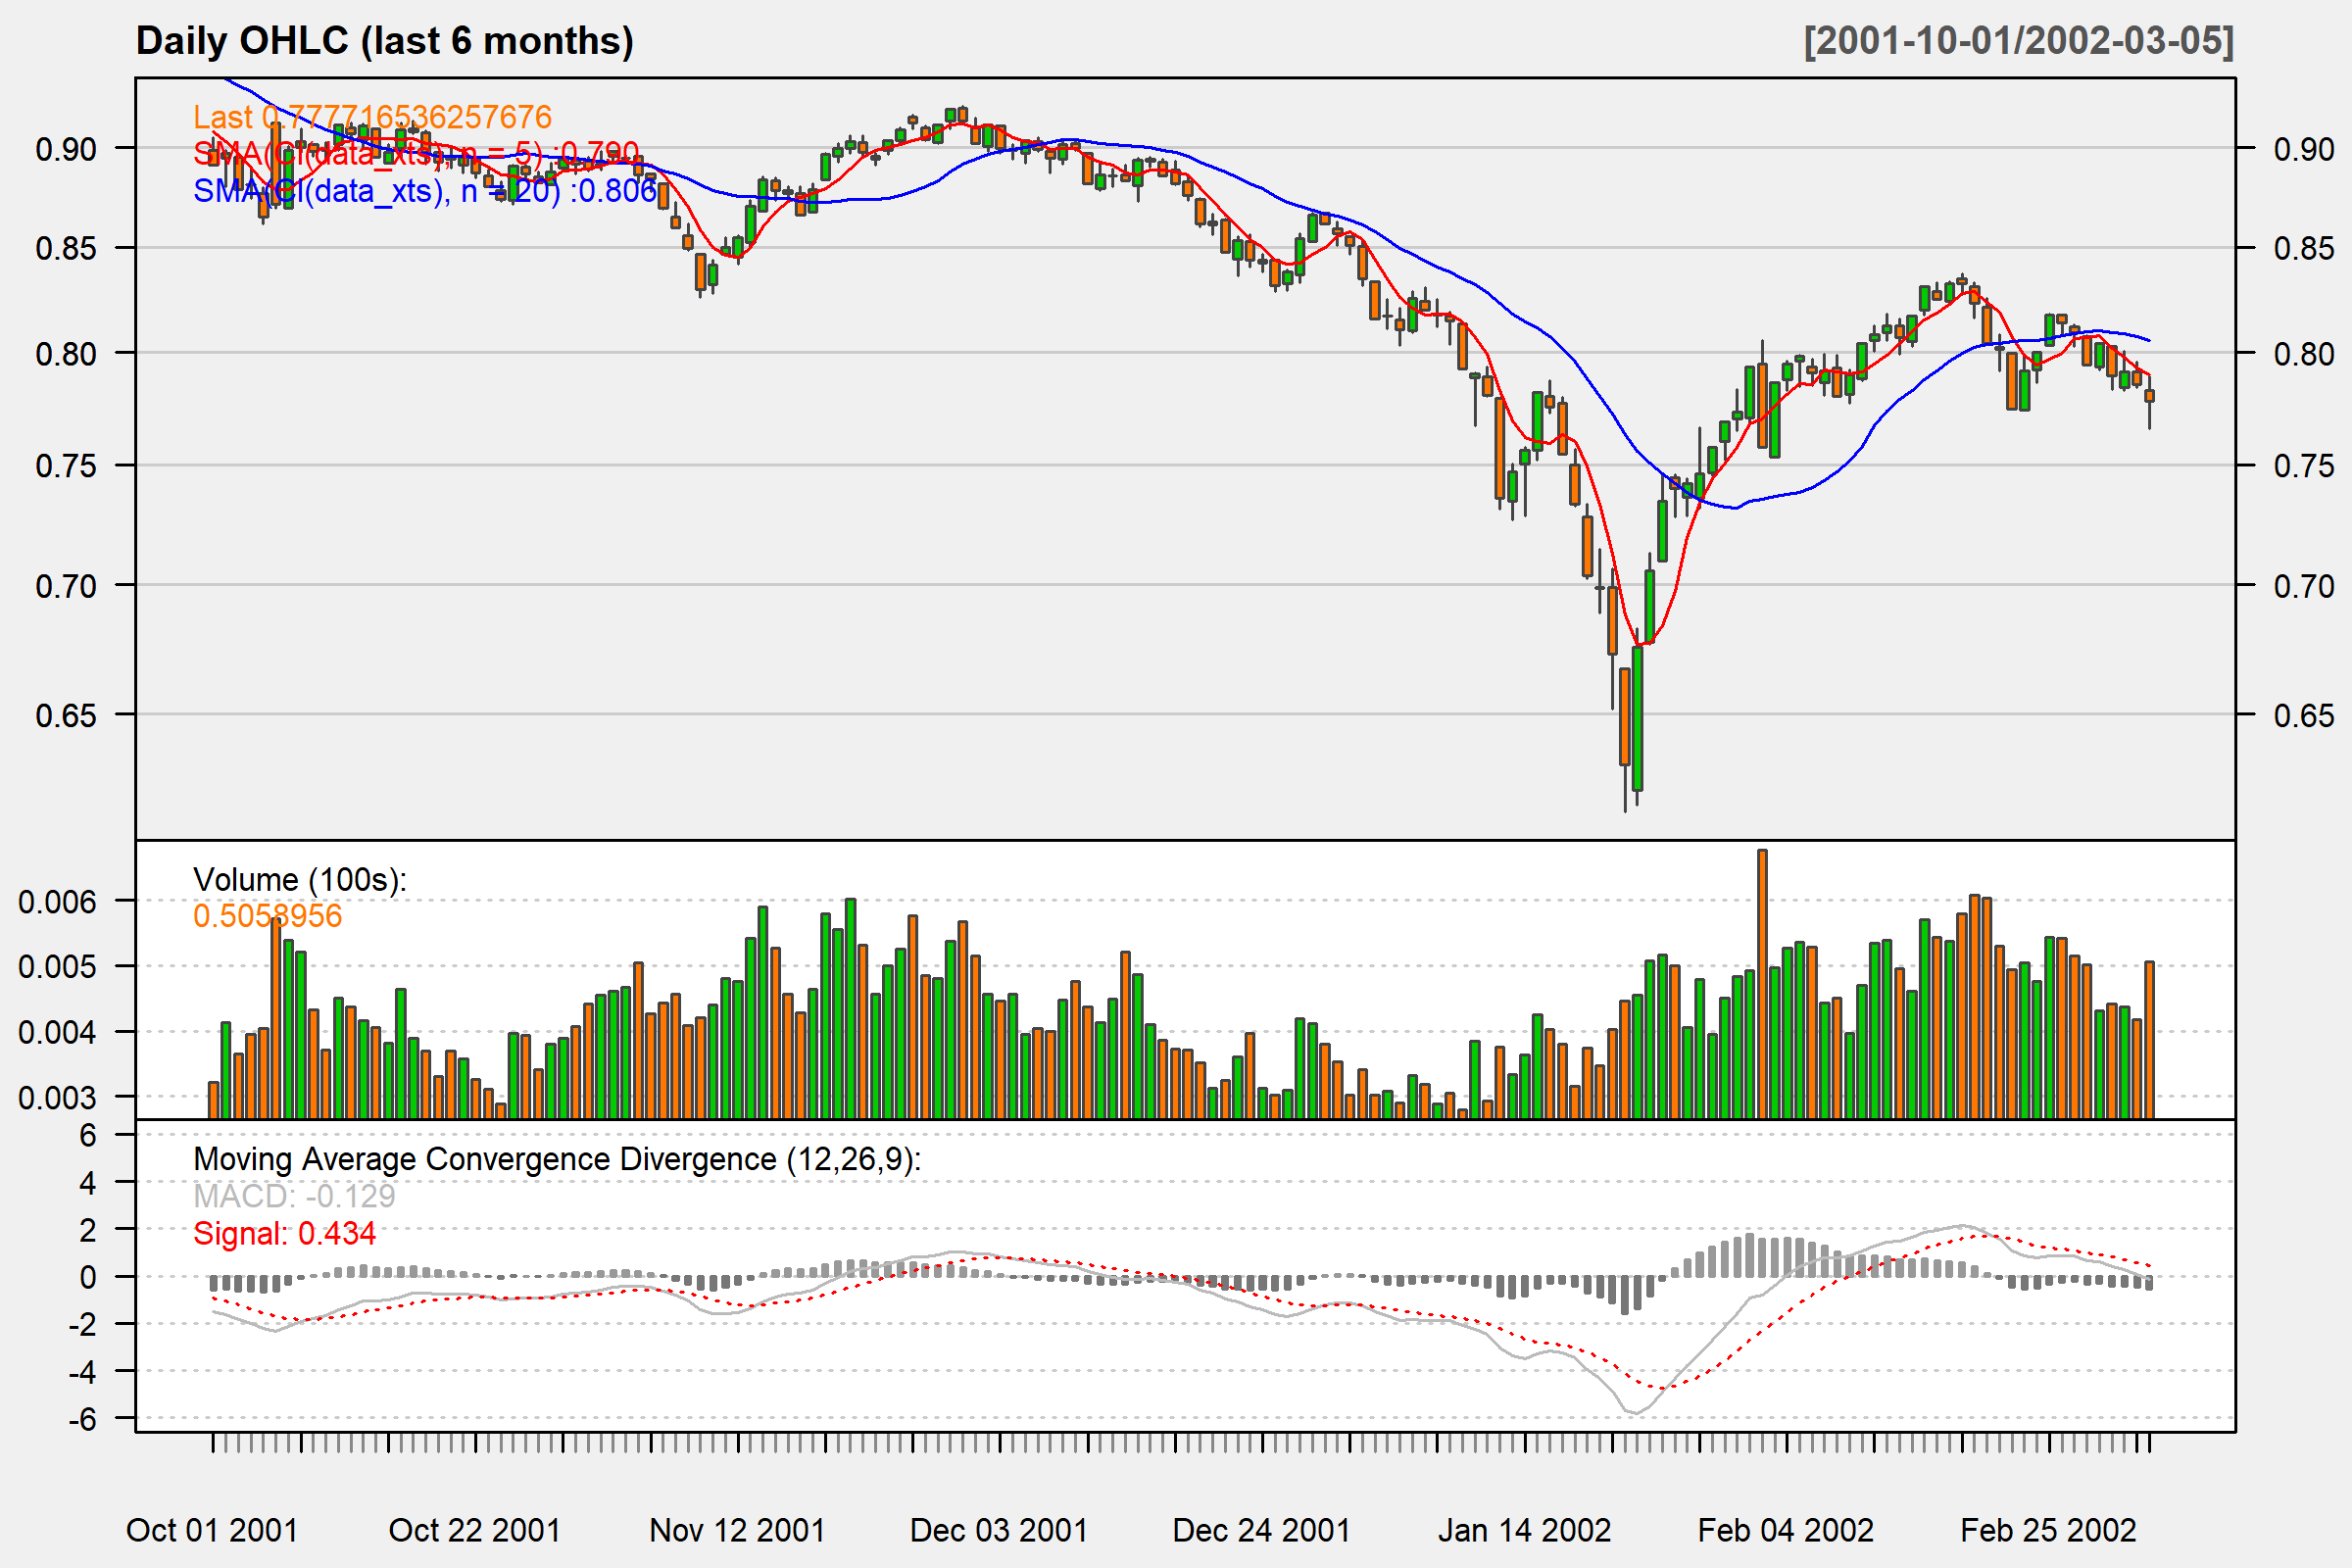 Daily OHLC (last 6 months) [2001-10-01/2002-03-05]
Last 0.777716536257676
SMA(Cl(data_xts), n = 5) :0.790
SMA(Cl(data_xts), n = 20) :0.806
0.90 0.90
0.85 0.85
0.80 0.80
0.75 0.75
0.70 0.70
0.65 0.65
Volume (100s):
0.5058956
0.006
0.005
0.004
0.003
Moving Average Convergence Divergence (12,26,9):
MACD: -0.129
Signal: 0.434
6
4
2
0
-2
-4
-6
Oct 01 2001 Oct 22 2001 Nov 12 2001 Dec 03 2001 Dec 24 2001 Jan 14 2002 Feb 04 2002 Feb 25 2002